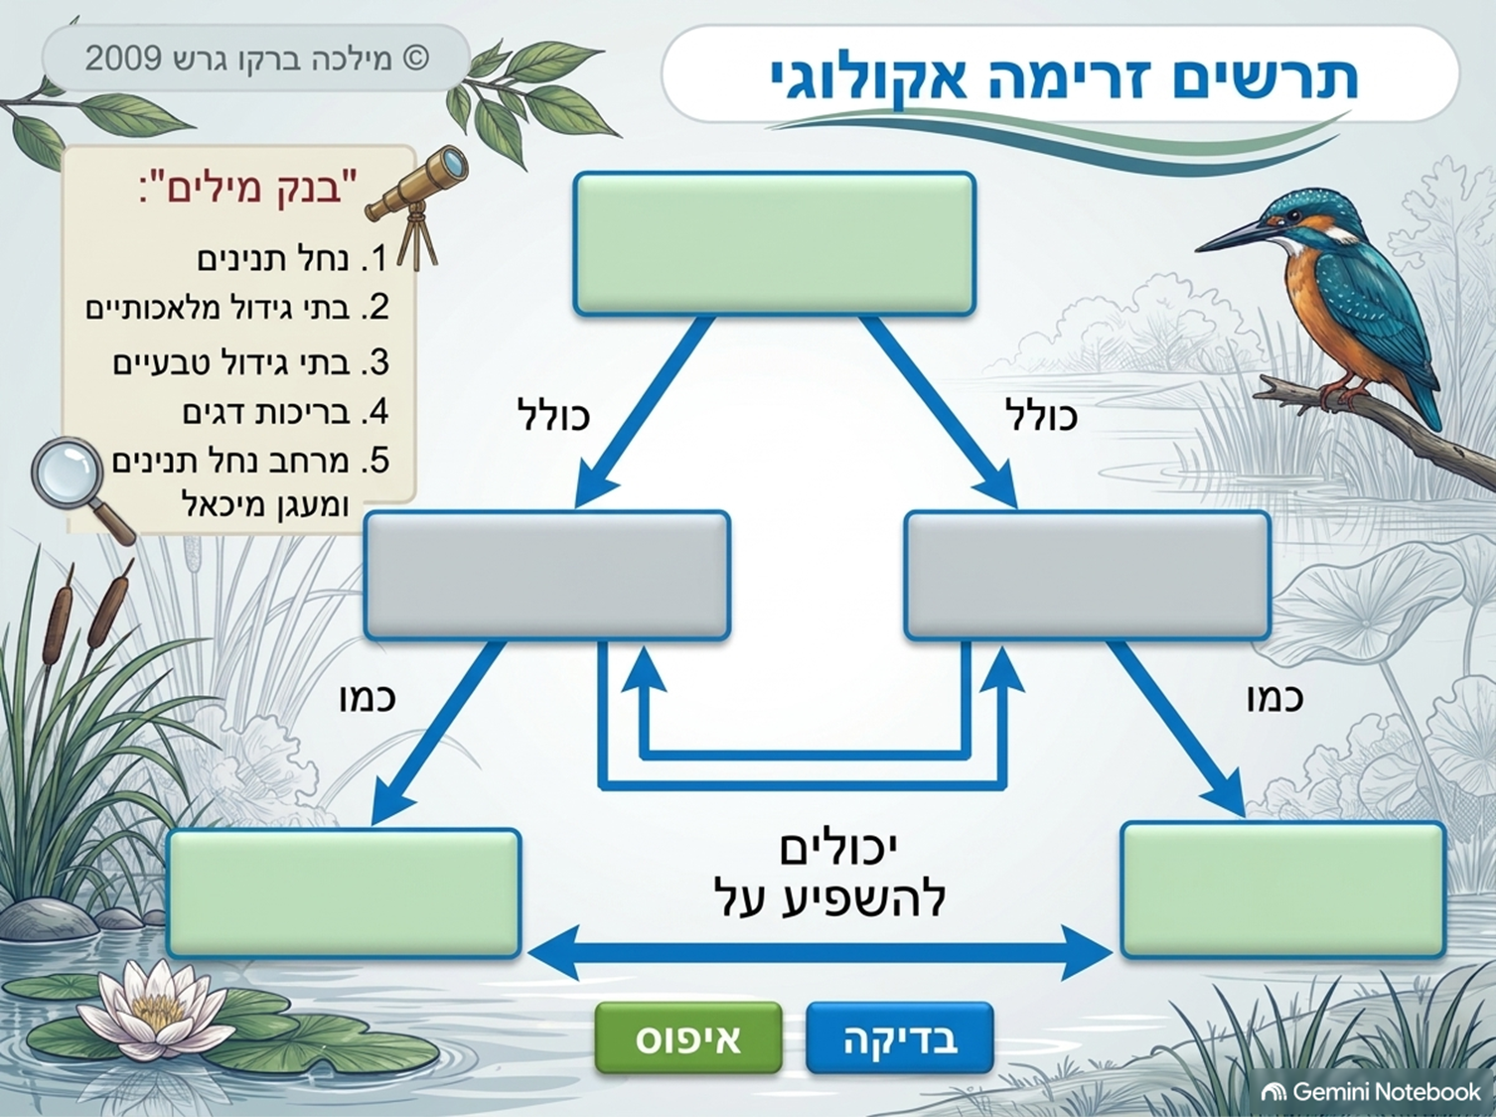 תרשים זרימה אקולוגי
© מילכה ברקו גרש 2009
"בנק מילים":
1. נחל תנינים
2. בתי גידול מלאכותיים
3. בתי גידול טבעיים
4. בריכות דגים
5. מרחב נחל תנינים
ומעגן מיכאל
כולל
כולל
כמו
כמו
יכולים
להשפיע על
בדיקה
איפוס
Gemini Notebook